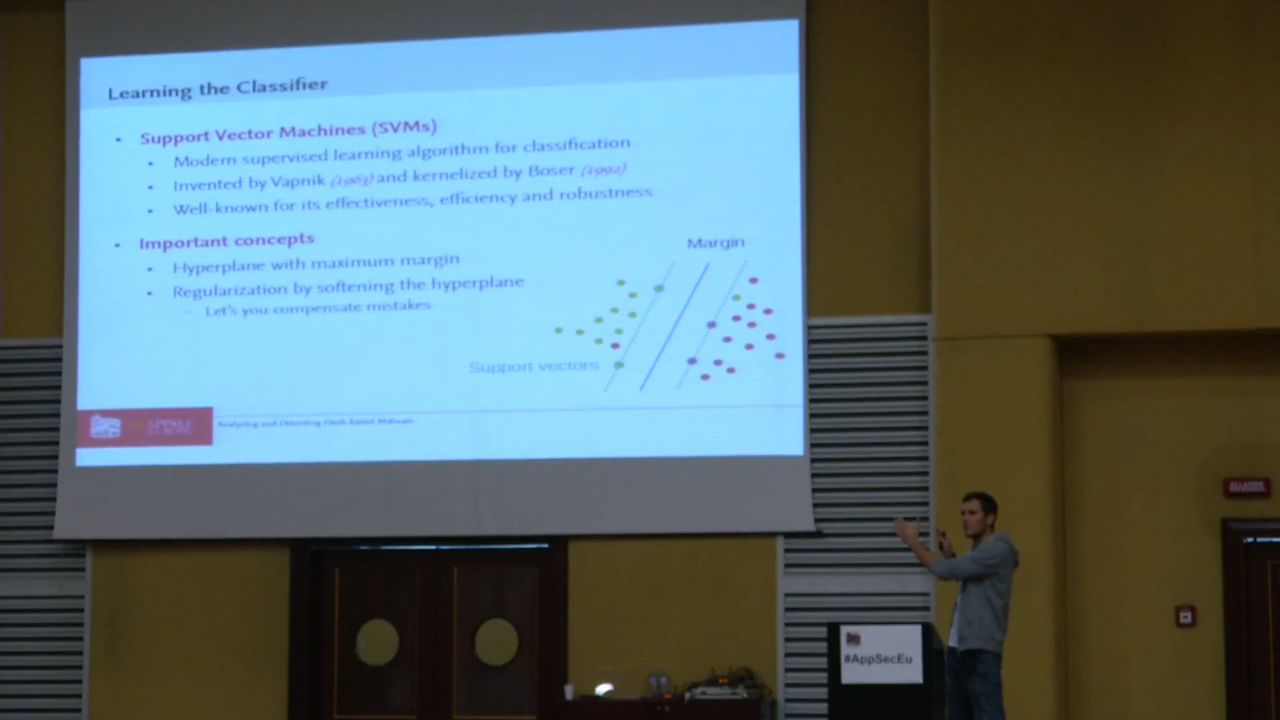 Learning the Classifier
Support Vector Machines (SVMs)
Modern supervised learning algorithm for classification
Invented by Vapnik (1963) and kernelized by Boser (1992)
Well-known for its effectiveness, efficiency and robustness
Important concepts
Hyperplane with maximum margin
Regularization by softening the hyperplane
Let's you compensate mistakes
Margin
Support vectors
Analyzing and Detecting Flash-based Malware
#AppSecEu